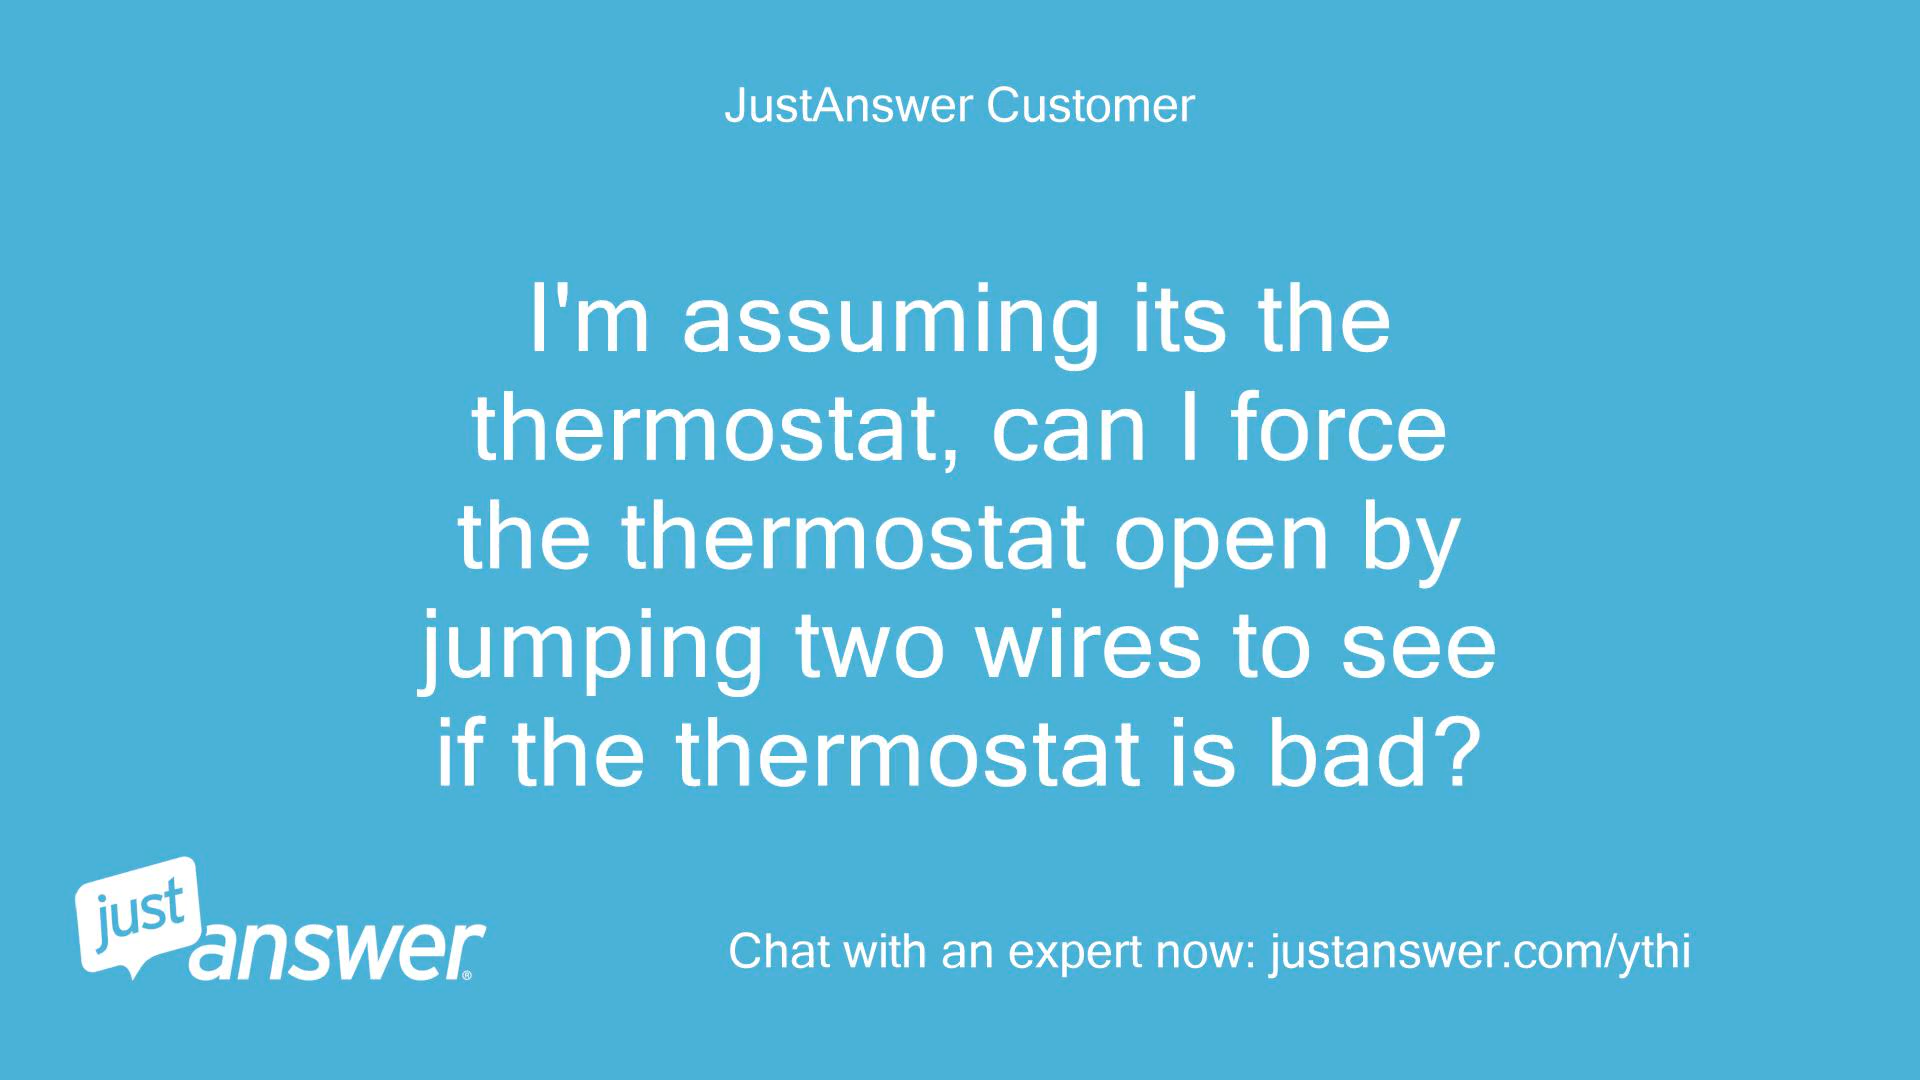 JustAnswer Customer
I'm assuming its the
thermostat, can I force
the thermostat open by
jumping two wires to see
if the thermostat is bad?
just
answer®
Chat with an expert now: justanswer.com/ythi